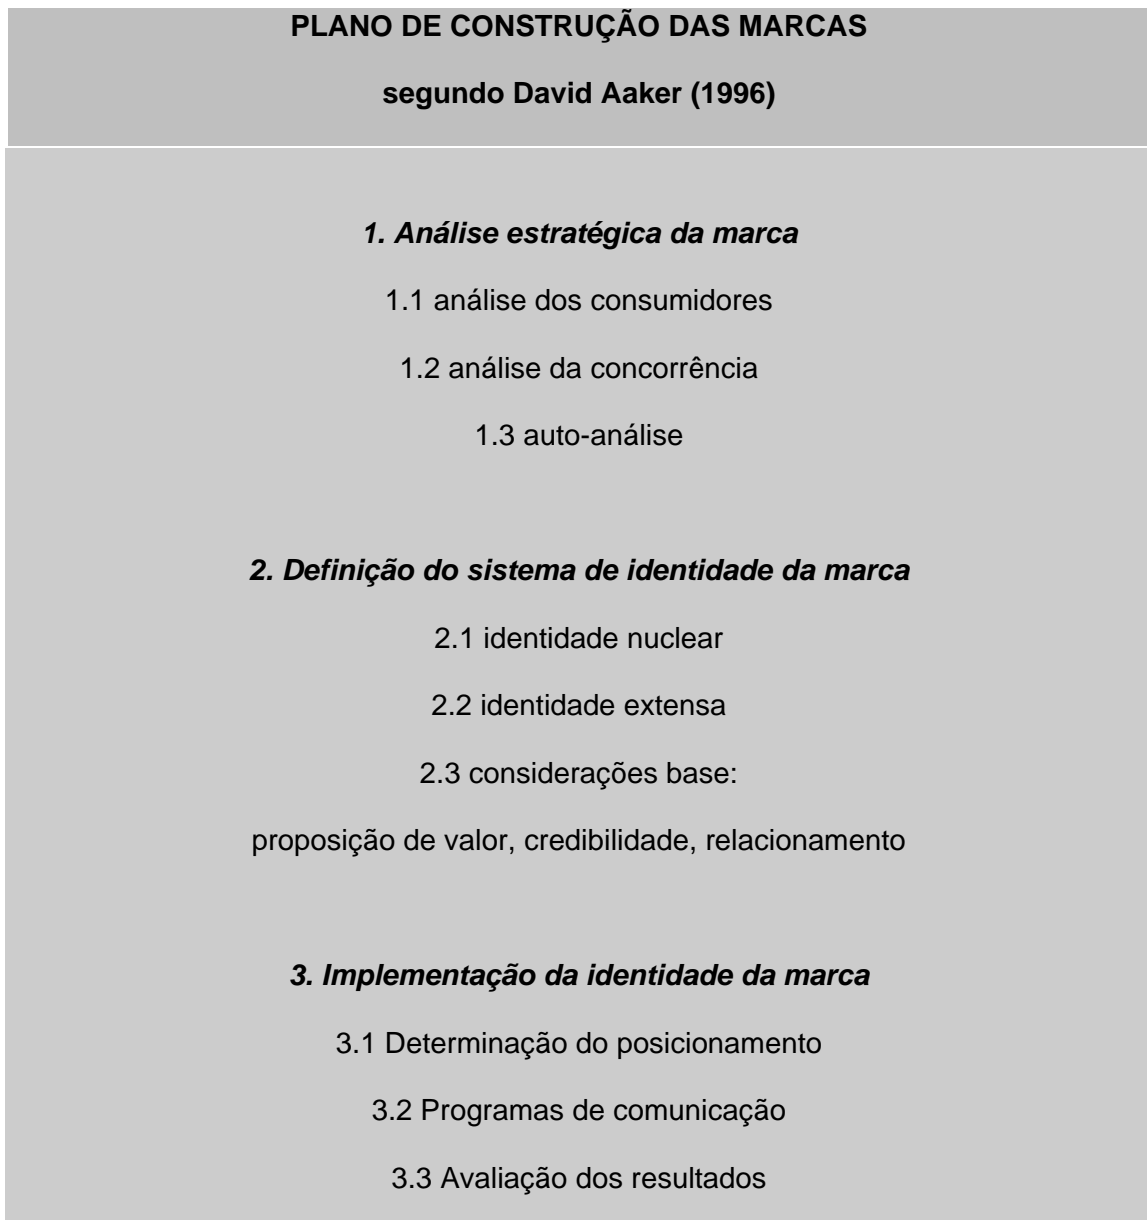 PLANO DE CONSTRUÇÃO DAS MARCAS
segundo David Aaker (1996)
1. Análise estratégica da marca
1.1 análise dos consumidores
1.2 análise da concorrência
1.3 auto-análise
2. Definição do sistema de identidade da marca
2.1 identidade nuclear
2.2 identidade extensa
2.3 considerações base:
proposição de valor, credibilidade, relacionamento
3. Implementação da identidade da marca
3.1 Determinação do posicionamento
3.2 Programas de comunicação
3.3 Avaliação dos resultados